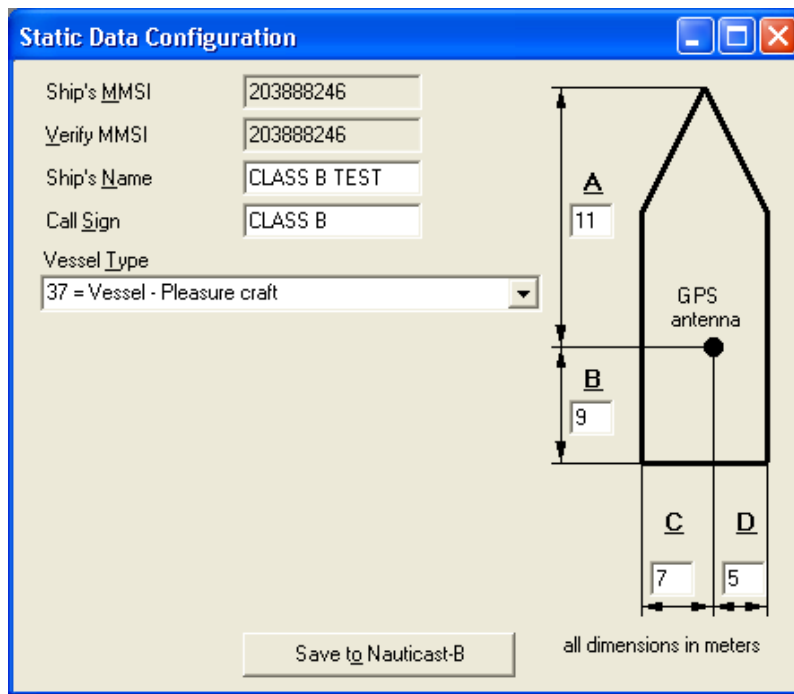 Static Data Configuration
Ship's MMSI 203888246
Verify MMSI 203888246
Ship's Name CLASS B TEST
Call Sign CLASS B
Vessel Type
37 = Vessel - Pleasure craft
A
11
GPS
antenna
B
9
C D
7 5
Save to Nauticast-B
all dimensions in meters